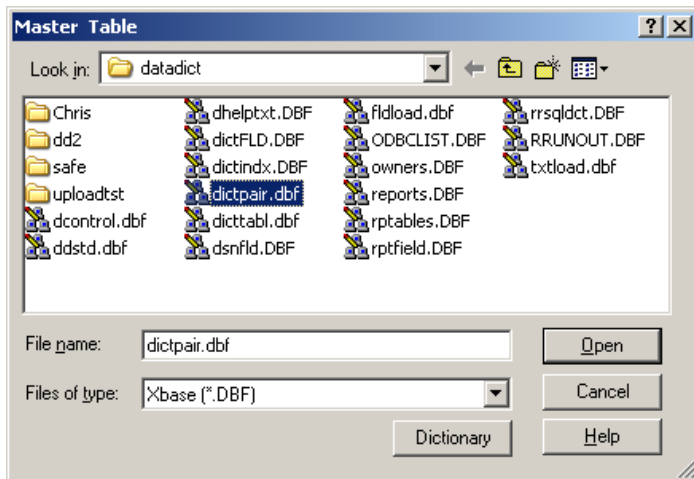 Master Table
Look in: datadict
Chris
dd2
safe
uploadtst
dcontrol.dbf
ddstd.dbf
dhelptxt.DBF
dictFLD.DBF
dictindx.DBF
dictpair.dbf
dicttabl.dbf
dsnfld.DBF
fldload.dbf
ODBCLIST.DBF
owners.DBF
reports.DBF
rptables.DBF
rptfield.DBF
rrsqldct.DBF
RRUNOUT.DBF
txtload.dbf
File name: dictpair.dbf Open
Files of type: Xbase (*.DBF) Cancel
Dictionary Help